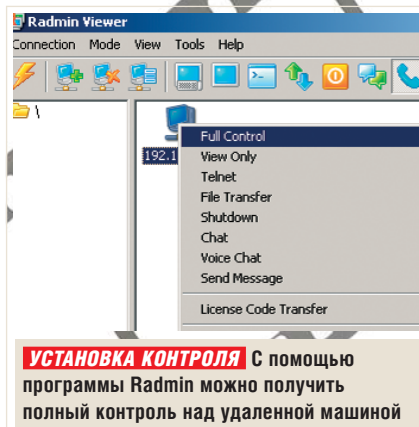 Radmin Viewer
Connection Mode View Tools Help
\
192.1
Full Control
View Only
Telnet
File Transfer
Shutdown
Chat
Voice Chat
Send Message
License Code Transfer
УСТАНОВКА КОНТРОЛЯ С помощью
программы Radmin можно получить
полный контроль над удаленной машиной